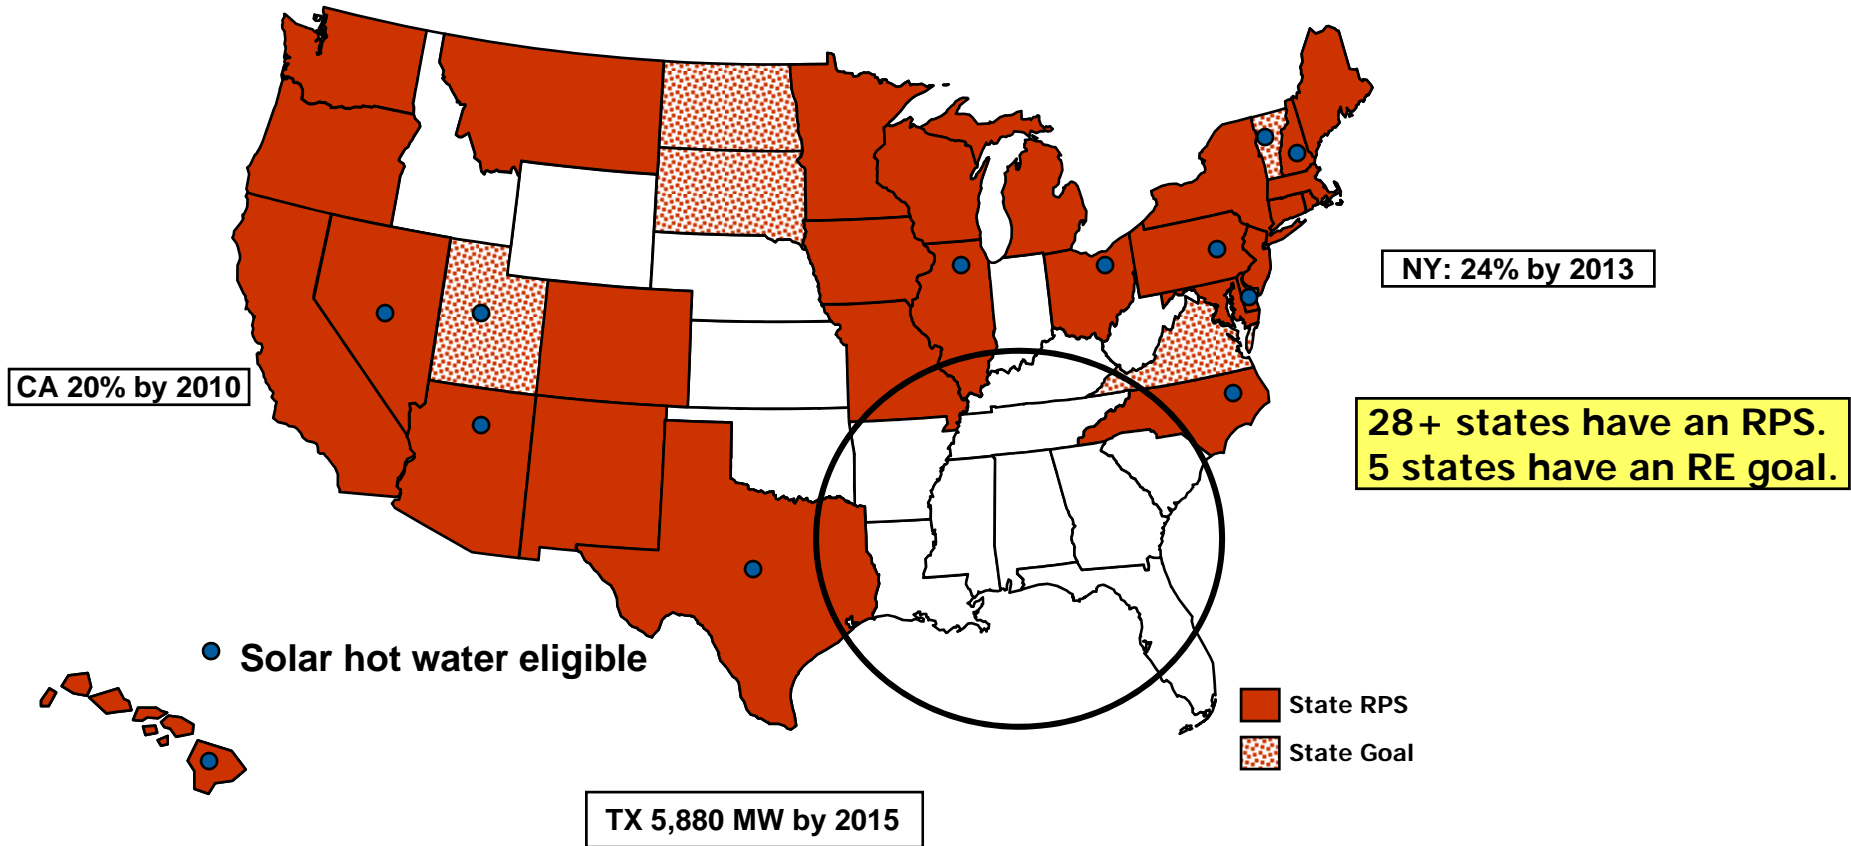 NY: 24% by 2013
CA 20% by 2010
28+ states have an RPS.
5 states have an RE goal.
Solar hot water eligible
State RPS
State Goal
TX 5,880 MW by 2015